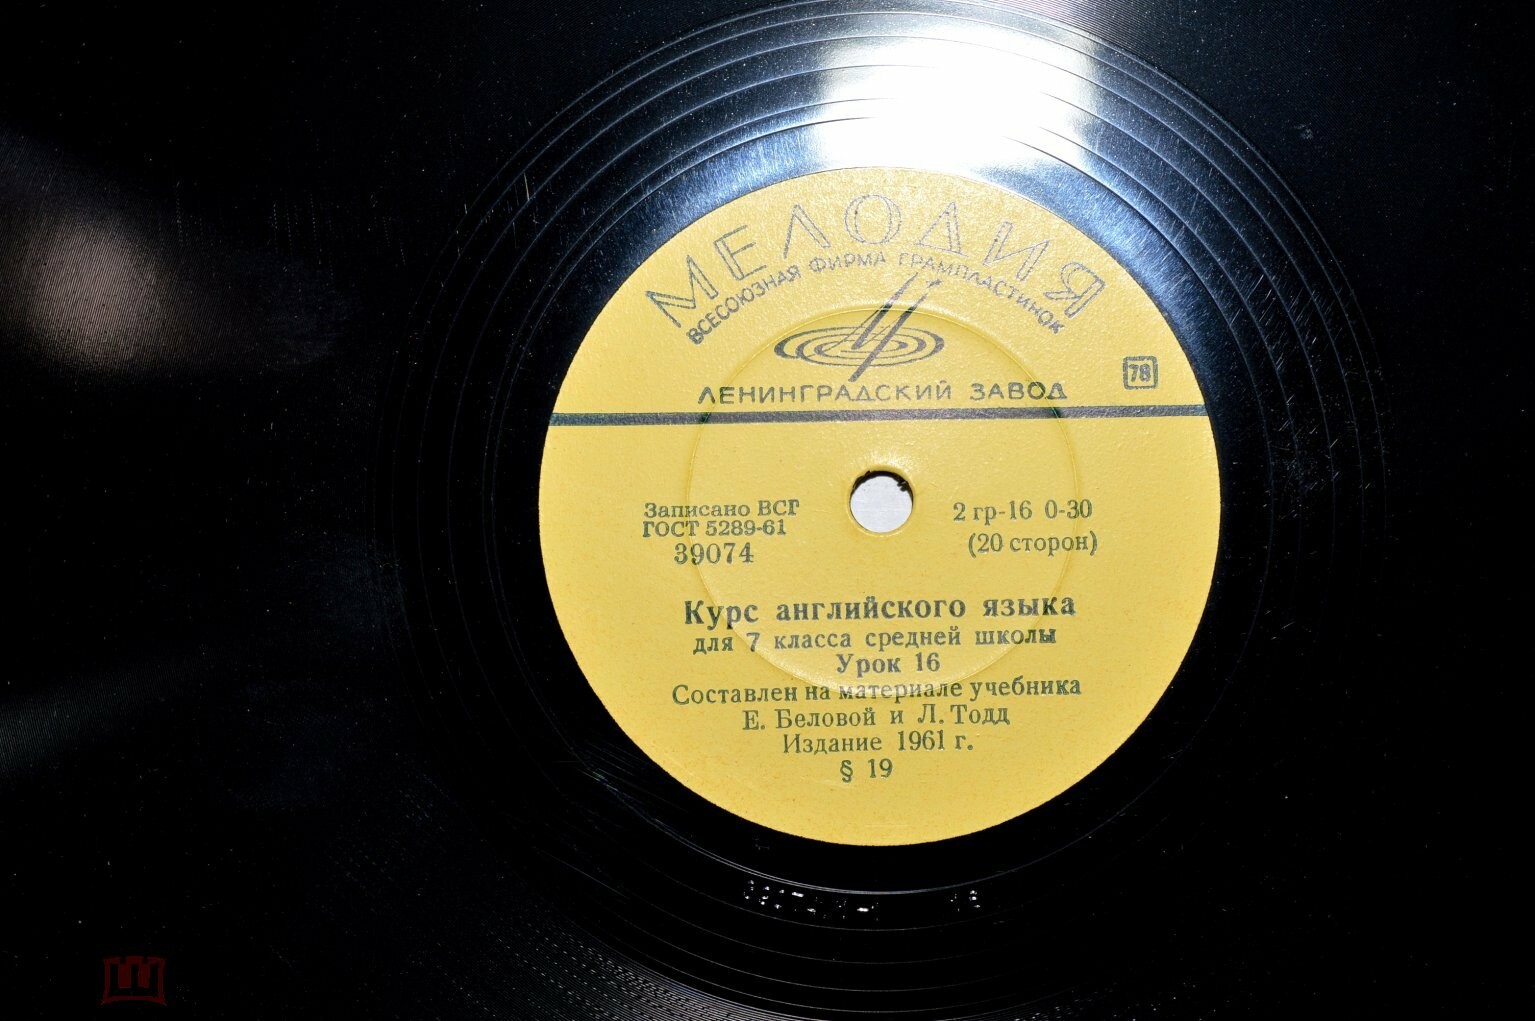 МЕЛОДИЯ
ВСЕСОЮЗНАЯ ФИРМА ГРАМПЛАСТИНОК
ЛЕНИНГРАДСКИЙ ЗАВОД
78
Записано ВСГ
ГОСТ 5289-61
39074
2 гр-16 0-30
(20 сторон)
Курс английского языка
для 7 класса средней школы
Урок 16
Составлен на материале учебника
Е. Беловой и Л. Тодд
Издание 1961 г.
§ 19